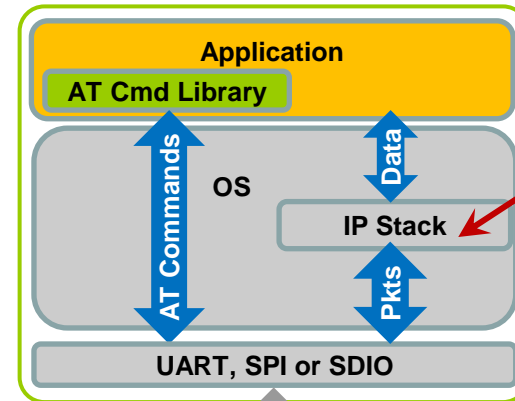 Application
AT Cmd Library
AT Commands
Data
OS
IP Stack
Pkts
UART, SPI or SDIO